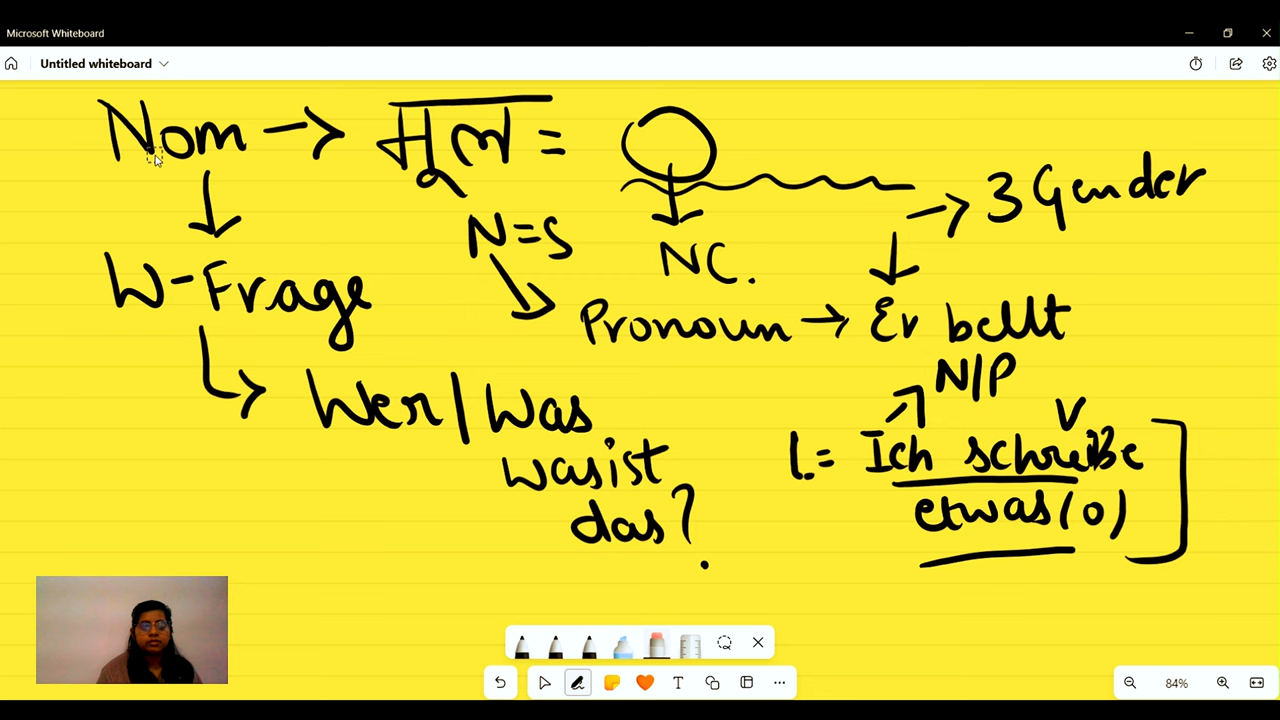 Microsoft Whiteboard
Untitled whiteboard
Nom → मूल =
→ 3 Gender
N=S
NC.
W-Frage
Pronoun → Er bellt
N/P
Wer/Was
V
1.= Ich schreibe
was ist
etwas (o)
das?
84%